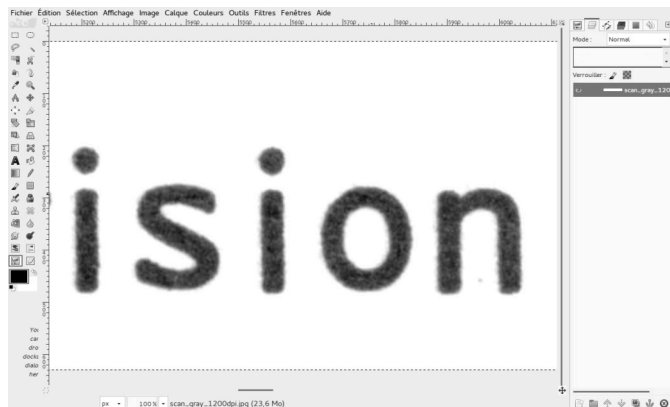 Fichier Édition Sélection Affichage Image Calque Couleurs Outils Filtres Fenêtres Aide
Mode : Normal
Verrouiller :
scan_gray_120
ision
px 100 % scan_gray_1200dpi.jpg (23,6 Mo)